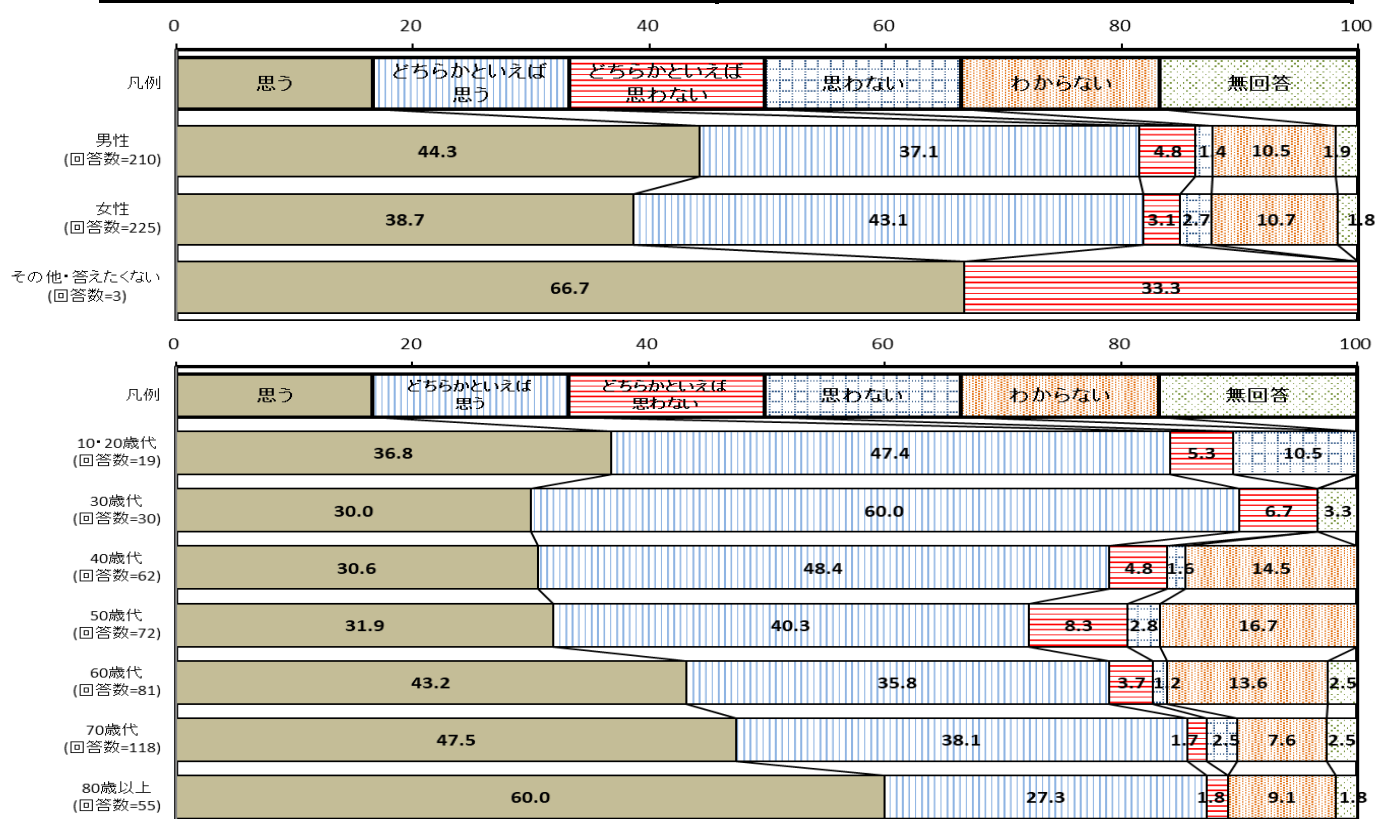 0 20 40 60 80 100
凡例 思う どちらかといえば思う どちらかといえば思わない 思わない わからない 無回答
男性
(回答数=210)
44.3 37.1 4.8 1.4 10.5 1.9
女性
(回答数=225)
38.7 43.1 3.1 2.7 10.7 1.8
その他・答えたくない
(回答数=3)
66.7 33.3
0 20 40 60 80 100
凡例 思う どちらかといえば思う どちらかといえば思わない 思わない わからない 無回答
10・20歳代
(回答数=19)
36.8 47.4 5.3 10.5
30歳代
(回答数=30)
30.0 60.0 6.7 3.3
40歳代
(回答数=62)
30.6 48.4 4.8 1.6 14.5
50歳代
(回答数=72)
31.9 40.3 8.3 2.8 16.7
60歳代
(回答数=81)
43.2 35.8 3.7 1.2 13.6 2.5
70歳代
(回答数=118)
47.5 38.1 1.7 2.5 7.6 2.5
80歳以上
(回答数=55)
60.0 27.3 1.8 9.1 1.8